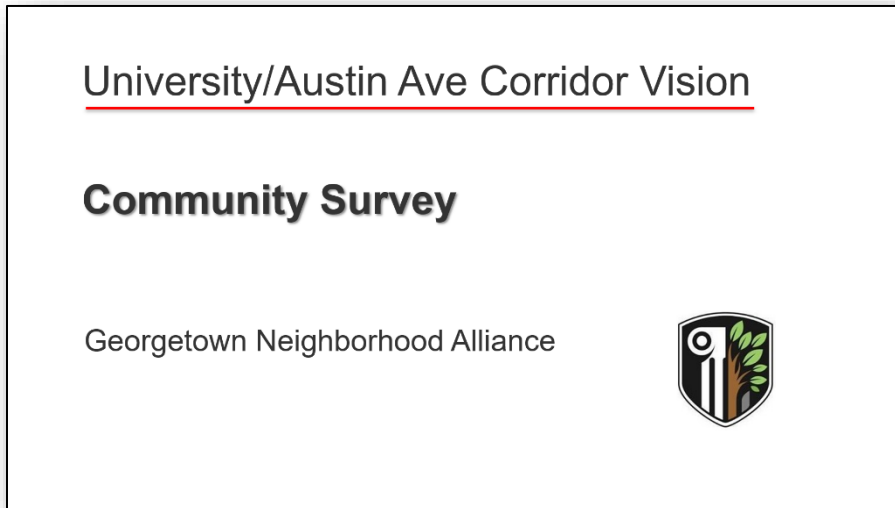 University/Austin Ave Corridor Vision
Community Survey
Georgetown Neighborhood Alliance